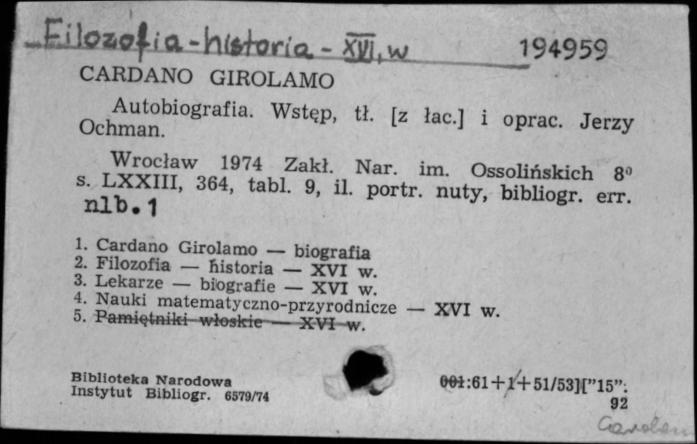 Filozofia - historia - XVI, w
194959
CARDANO GIROLAMO
Autobiografia. Wstęp, tł. [z łac.] i oprac. Jerzy
Ochman.
Wrocław 1974 Zakł. Nar. im. Ossolińskich 8⁰
s. LXXIII, 364, tabl. 9, il. portr. nuty, bibliogr. err.
nlb. 1
1. Cardano Girolamo — biografia
2. Filozofia — historia — XVI w.
3. Lekarze — biografie — XVI w.
4. Nauki matematyczno-przyrodnicze — XVI w.
5. Pamiętniki włoskie — XVI w.
Biblioteka Narodowa
Instytut Bibliogr. 6579/74
001:61+1+51/53]["15":
92